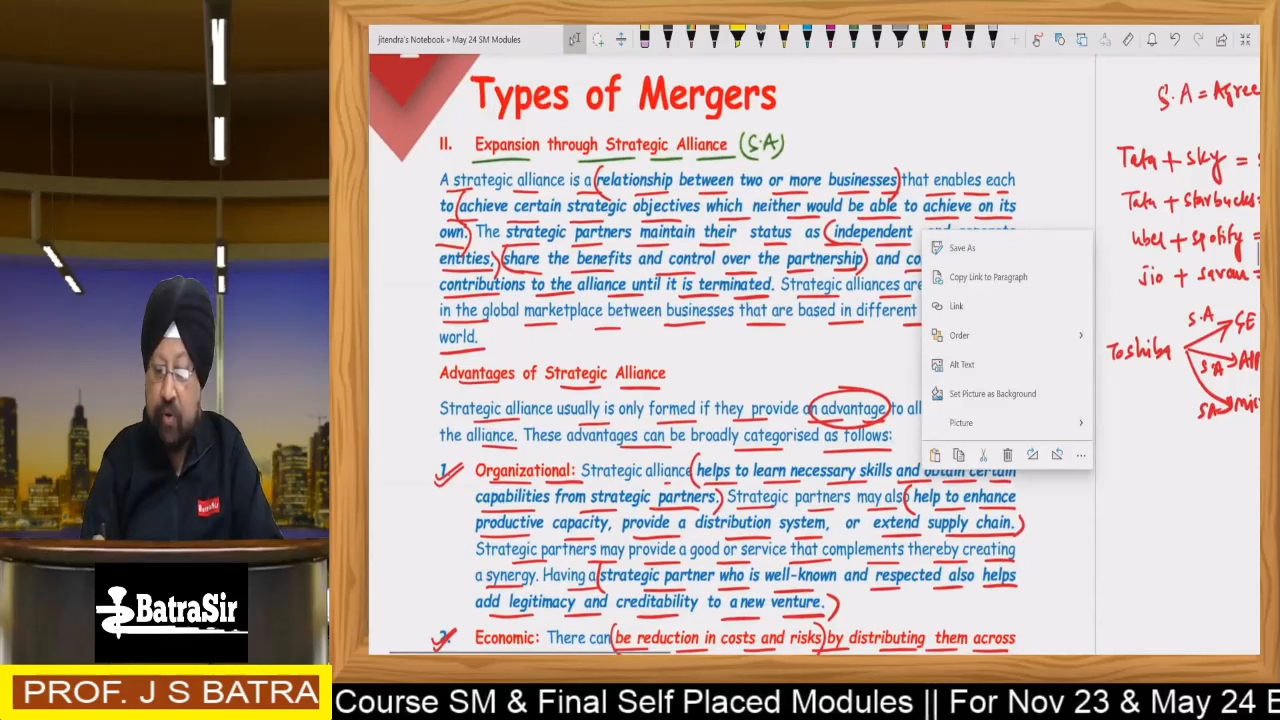 jitendra's Notebook » May 24 SM Modules
Types of Mergers
II. Expansion through Strategic Alliance (S.A)
A strategic alliance is a relationship between two or more businesses that enables each
to achieve certain strategic objectives which neither would be able to achieve on its
own. The strategic partners maintain their status as independent and separate
entities, share the benefits and control over the partnership and co
contributions to the alliance until it is terminated. Strategic alliances are
in the global marketplace between businesses that are based in different
world.
Advantages of Strategic Alliance
Strategic alliance usually is only formed if they provide an advantage to all
the alliance. These advantages can be broadly categorised as follows:
1. Organizational: Strategic alliance helps to learn necessary skills and obtain certain
capabilities from strategic partners. Strategic partners may also help to enhance
productive capacity, provide a distribution system, or extend supply chain.
Strategic partners may provide a good or service that complements thereby creating
a synergy. Having a strategic partner who is well-known and respected also helps
add legitimacy and creditability to a new venture.
2. Economic: There can be reduction in costs and risks by distributing them across
Save As
Copy Link to Paragraph
Link
Order
Alt Text
Set Picture as Background
Picture
S.A = Agree
Tata + sky =
Tata + starbucks=
uber + spotify =
jio + savan =
S.A
GE
Toshiba
S.A
SA
BatraSir
BatraSir
PROF. J S BATRA
Course SM & Final Self Placed Modules || For Nov 23 & May 24 E